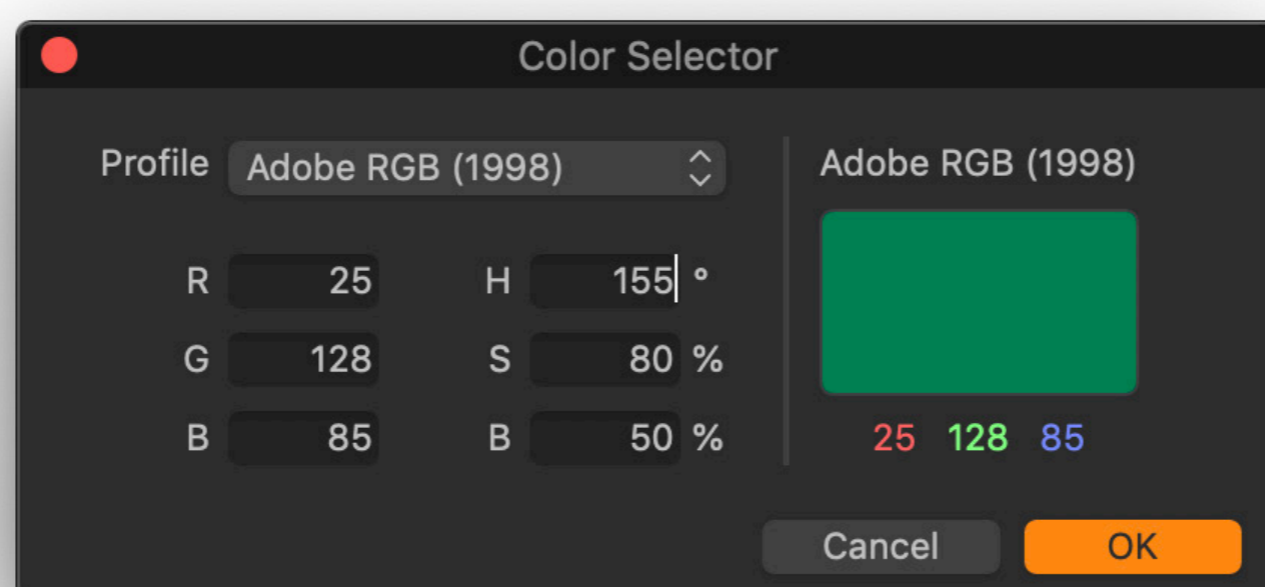 Color Selector
Profile Adobe RGB (1998) Adobe RGB (1998)
R 25 H 155 °
G 128 S 80 %
B 85 B 50 % 25 128 85
Cancel OK